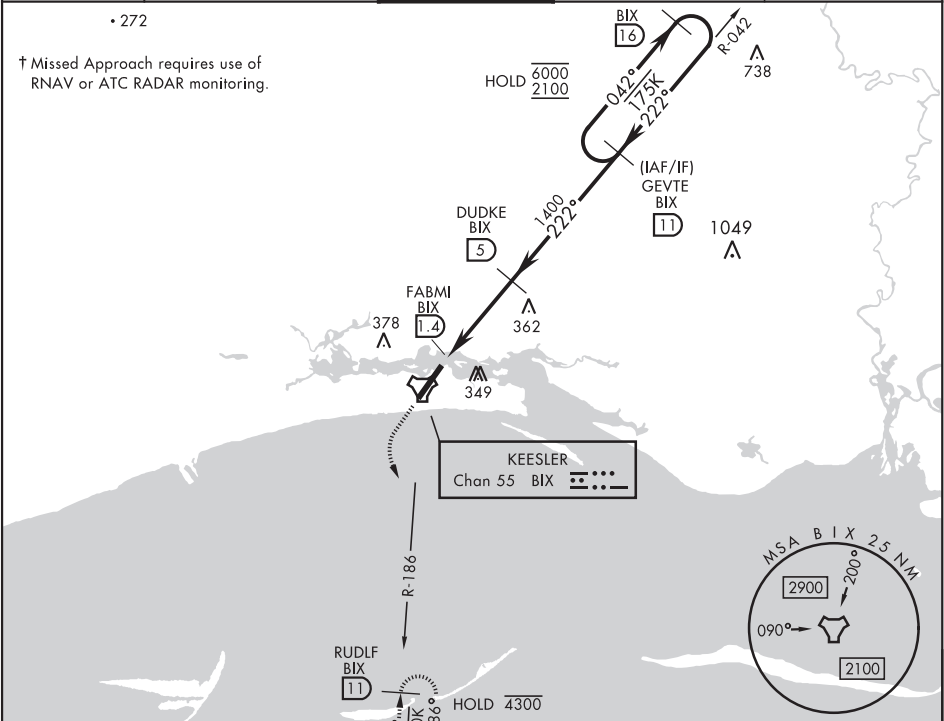 272
† Missed Approach requires use of
RNAV or ATC RADAR monitoring.
BIX
16
R-042
738
HOLD 6000
2100
042°
175K
222°
(IAF/IF)
GEVTE
BIX
11
1049
1400
222°
DUDKE
BIX
5
FABMI
BIX
1.4
378
362
349
KEESLER
Chan 55 BIX
R-186
RUDLF
BIX
11
HOLD 4300
MSA BIX 25 NM
200°
2900
090°
2100